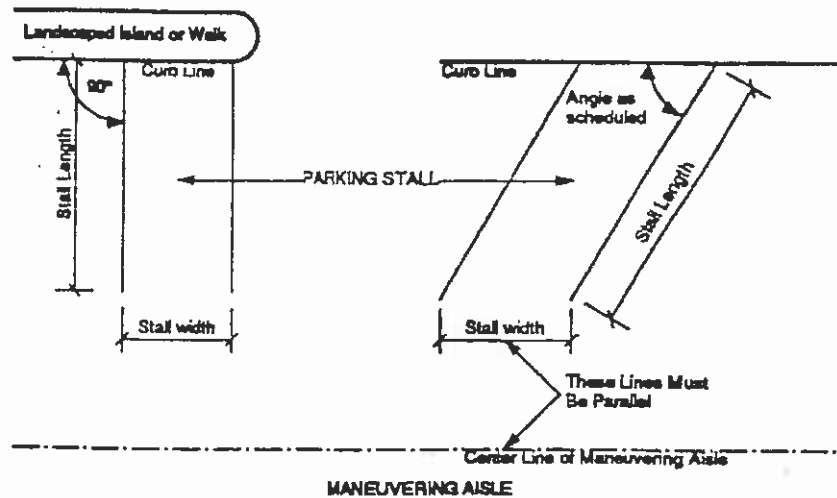 Landscaped Island or Walk
Curb Line
Curb Line
90°
Angle as
scheduled
Stall Length
PARKING STALL
Stall Length
Stall width
Stall width
These Lines Must
Be Parallel
Center Line of Maneuvering Aisle
MANEUVERING AISLE